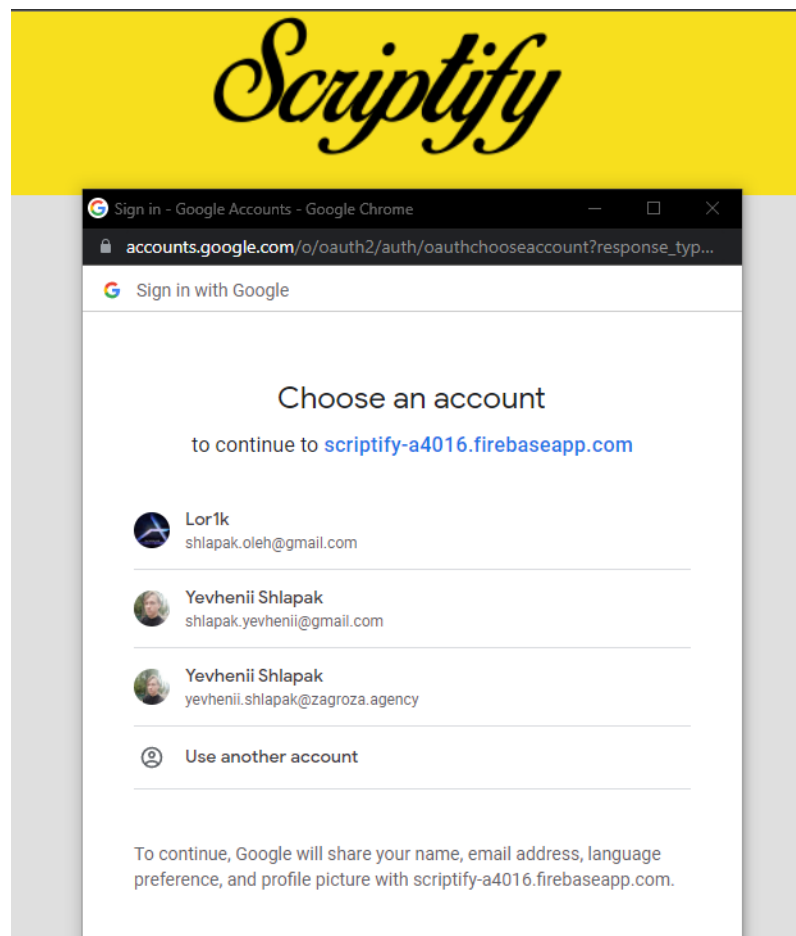 Scriptify
Sign in - Google Accounts - Google Chrome
accounts.google.com/o/oauth2/auth/oauthchooseaccount?response_typ...
Sign in with Google
Choose an account
to continue to scriptify-a4016.firebaseapp.com
Lor1k
shlapak.oleh@gmail.com
Yevhenii Shlapak
shlapak.yevhenii@gmail.com
Yevhenii Shlapak
yevhenii.shlapak@zagroza.agency
Use another account
To continue, Google will share your name, email address, language
preference, and profile picture with scriptify-a4016.firebaseapp.com.